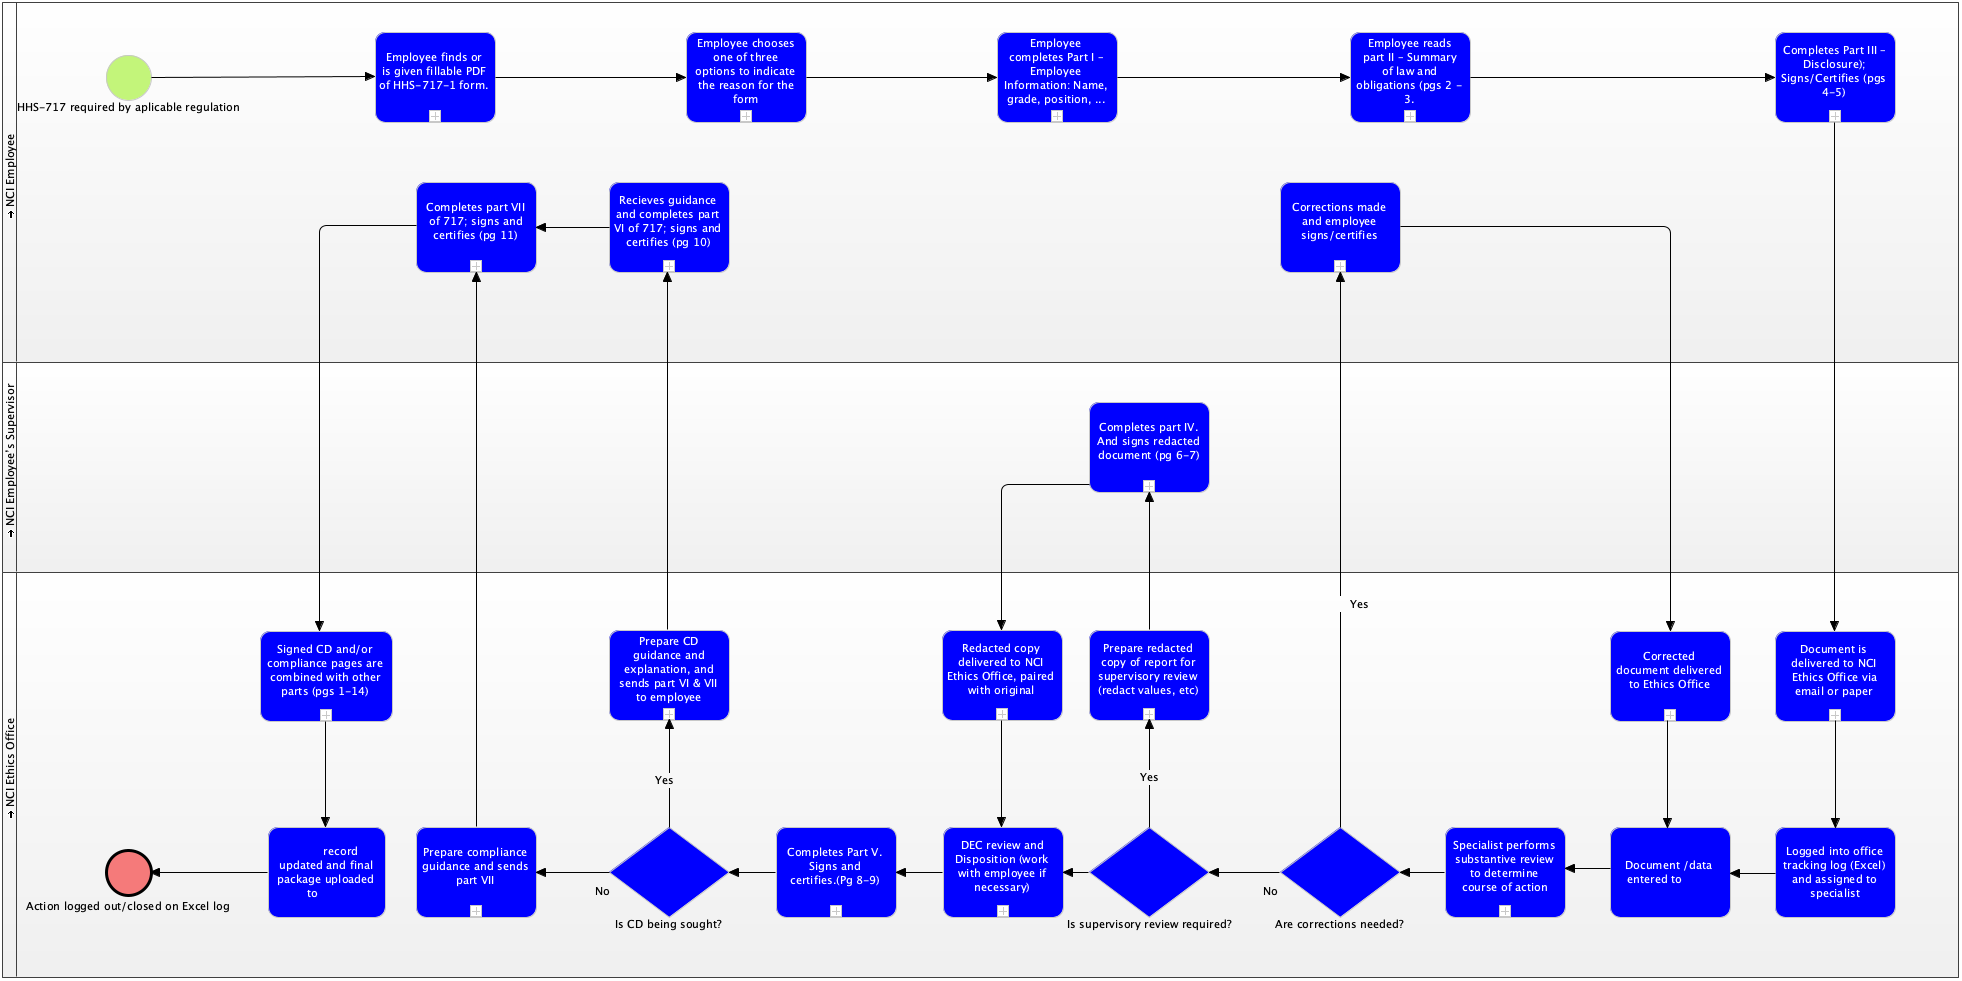 HHS-717 required by aplicable regulation
Employee finds or
is given fillable PDF
of HHS-717-1 form.
Employee chooses
one of three
options to indicate
the reason for the
form
Employee
completes Part I -
Employee
Information: Name,
grade, position, ...
Employee reads
part II - Summary
of law and
obligations (pgs 2 -
3.
Completes Part III -
Disclosure);
Signs/Certifies (pgs
4-5)
NCI Employee
Completes part VII
of 717; signs and
certifies (pg 11)
Recieves guidance
and completes part
VI of 717; signs and
certifies (pg 10)
Corrections made
and employee
signs/certifies
NCI Employee's Supervisor
Completes part IV.
And signs redacted
document (pg 6-7)
Yes
NCI Ethics Office
Signed CD and/or
compliance pages are
combined with other
parts (pgs 1-14)
Prepare CD
guidance and
explanation, and
sends part VI & VII
to employee
Redacted copy
delivered to NCI
Ethics Office, paired
with original
Prepare redacted
copy of report for
supervisory review
(redact values, etc)
Corrected
document delivered
to Ethics Office
Document is
delivered to NCI
Ethics Office via
email or paper
Yes
Yes
Action logged out/closed on Excel log
record
updated and final
package uploaded
to
Prepare compliance
guidance and sends
part VII
No
Is CD being sought?
Completes Part V.
Signs and
certifies.(Pg 8-9)
DEC review and
Disposition (work
with employee if
necessary)
Is supervisory review required?
No
Are corrections needed?
Specialist performs
substantive review
to determine
course of action
Document /data
entered to
Logged into office
tracking log (Excel)
and assigned to
specialist